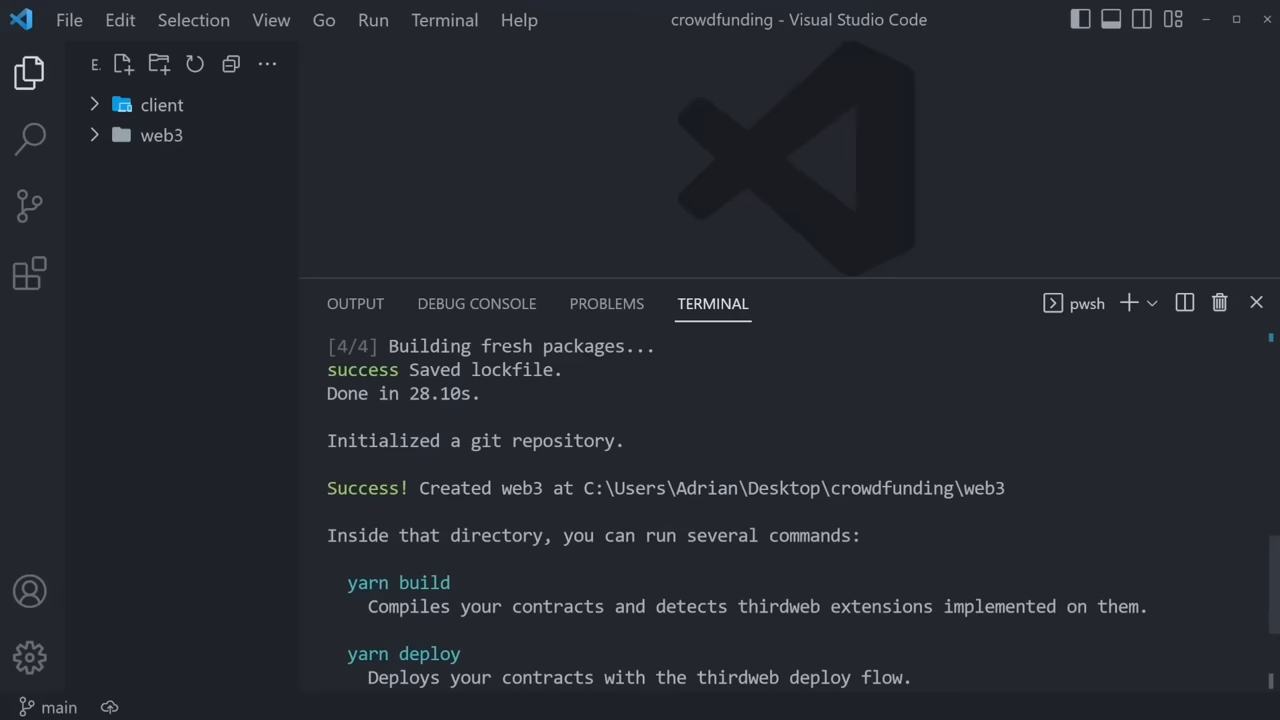 File Edit Selection View Go Run Terminal Help crowdfunding - Visual Studio Code
E.
client
web3
OUTPUT DEBUG CONSOLE PROBLEMS TERMINAL pwsh
[4/4] Building fresh packages...
success Saved lockfile.
Done in 28.10s.
Initialized a git repository.
Success! Created web3 at C:\Users\Adrian\Desktop\crowdfunding\web3
Inside that directory, you can run several commands:
yarn build
Compiles your contracts and detects thirdweb extensions implemented on them.
yarn deploy
Deploys your contracts with the thirdweb deploy flow.
main